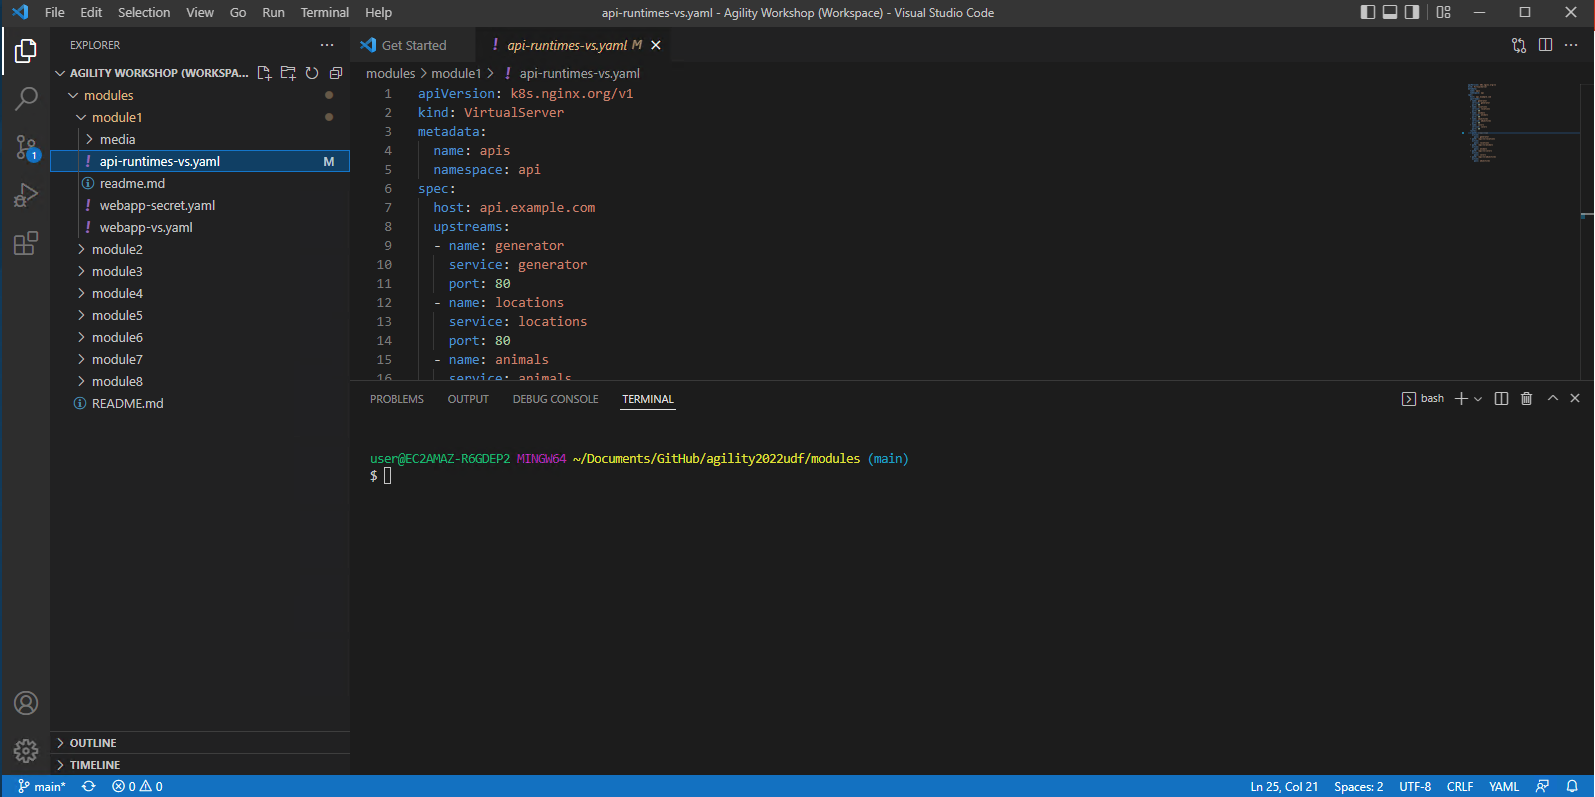 File Edit Selection View Go Run Terminal Help
api-runtimes-vs.yaml - Agility Workshop (Workspace) - Visual Studio Code
EXPLORER
AGILITY WORKSHOP (WORKSPA...
modules
module1
media
api-runtimes-vs.yaml M
readme.md
webapp-secret.yaml
webapp-vs.yaml
module2
module3
module4
module5
module6
module7
module8
README.md
OUTLINE
TIMELINE
1
Get Started
! api-runtimes-vs.yaml M
modules > module1 > ! api-runtimes-vs.yaml
1 apiVersion: k8s.nginx.org/v1
2 kind: VirtualServer
3 metadata:
4 name: apis
5 namespace: api
6 spec:
7 host: api.example.com
8 upstreams:
9 - name: generator
10 service: generator
11 port: 80
12 - name: locations
13 service: locations
14 port: 80
15 - name: animals
16 service: animals
PROBLEMS OUTPUT DEBUG CONSOLE TERMINAL
bash
user@EC2AMAZ-R6GDEP2 MINGW64 ~/Documents/GitHub/agility2022udf/modules (main)
$
main* 0 0
Ln 25, Col 21 Spaces: 2 UTF-8 CRLF YAML